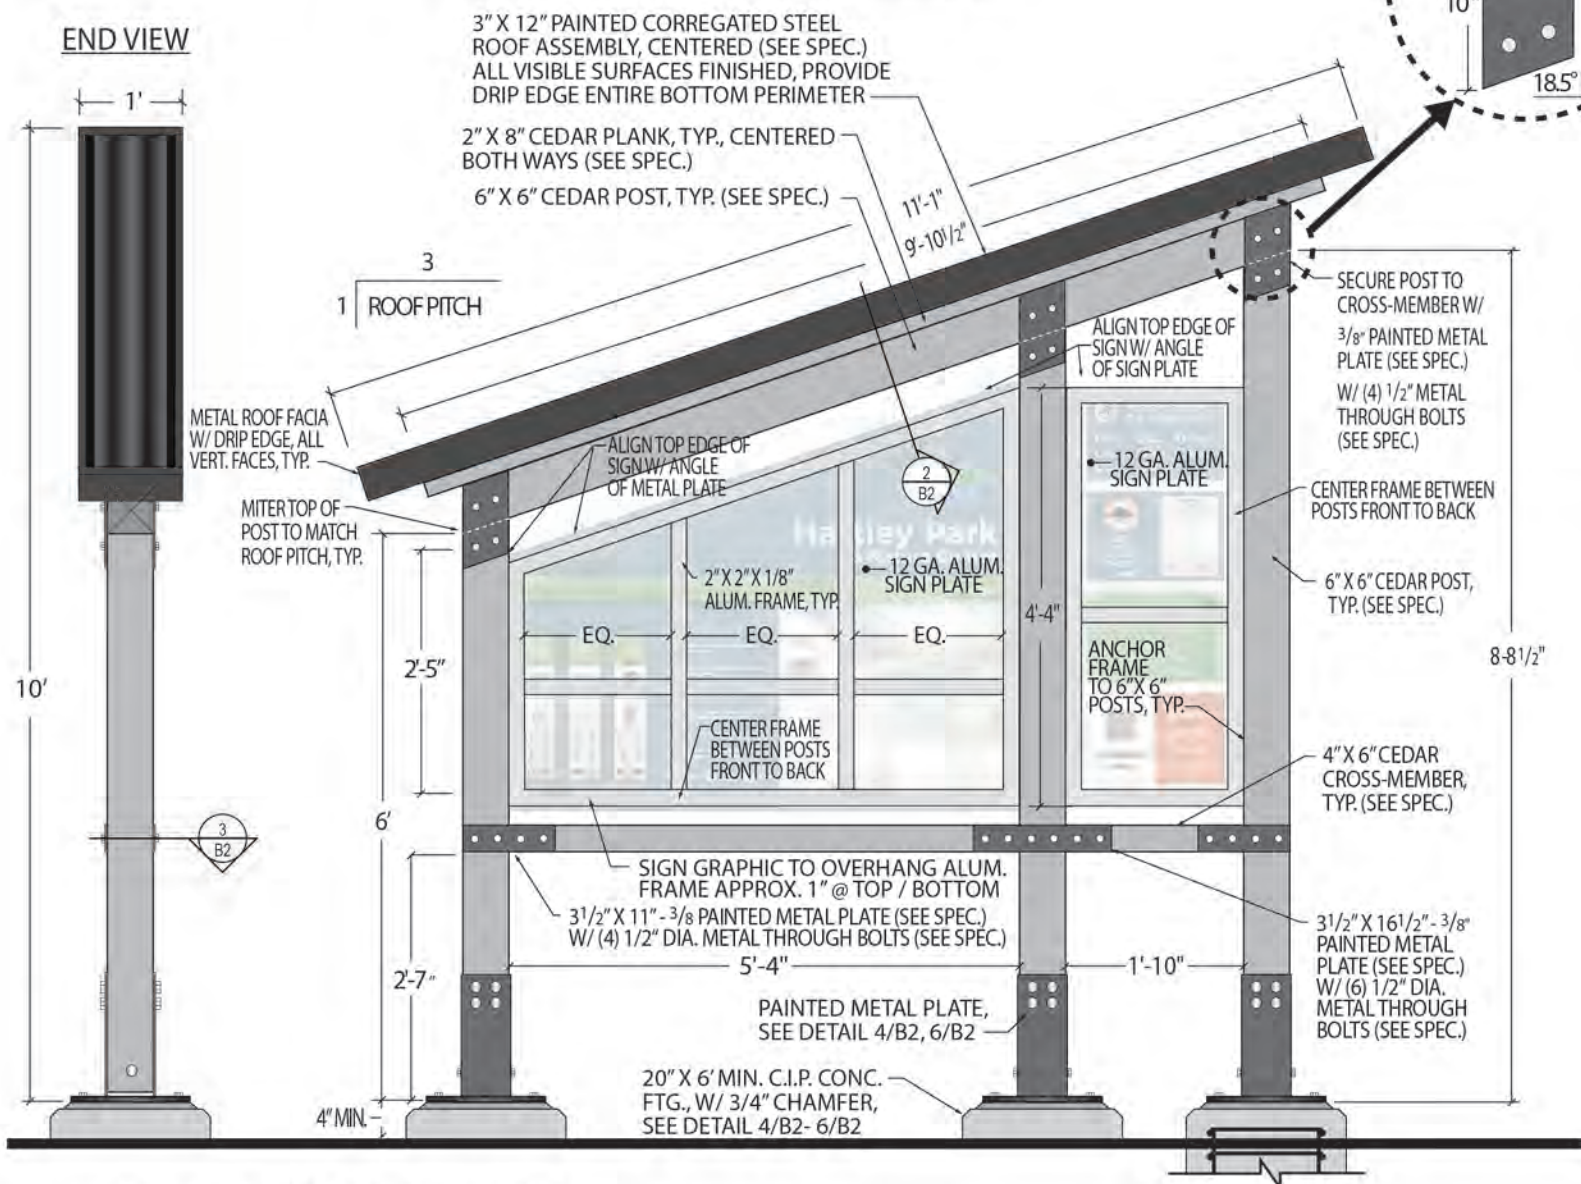 END VIEW
1'
10'
3" X 12" PAINTED CORREGATED STEEL
ROOF ASSEMBLY, CENTERED (SEE SPEC.)
ALL VISIBLE SURFACES FINISHED, PROVIDE
DRIP EDGE ENTIRE BOTTOM PERIMETER
2" X 8" CEDAR PLANK, TYP., CENTERED
BOTH WAYS (SEE SPEC.)
6" X 6" CEDAR POST, TYP. (SEE SPEC.)
10"
18.5°
11'-1"
9'-10 1/2"
3
1 ROOF PITCH
METAL ROOF FACIA
W/ DRIP EDGE, ALL
VERT. FACES, TYP.
MITER TOP OF
POST TO MATCH
ROOF PITCH, TYP.
ALIGN TOP EDGE OF
SIGN W/ ANGLE
OF METAL PLATE
ALIGN TOP EDGE OF
SIGN W/ ANGLE
OF SIGN PLATE
SECURE POST TO
CROSS-MEMBER W/
3/8" PAINTED METAL
PLATE (SEE SPEC.)
W/ (4) 1/2" METAL
THROUGH BOLTS
(SEE SPEC.)
2
B2
12 GA. ALUM.
SIGN PLATE
CENTER FRAME BETWEEN
POSTS FRONT TO BACK
Hartley Park
2" X 2" X 1/8"
ALUM. FRAME, TYP.
12 GA. ALUM.
SIGN PLATE
6" X 6" CEDAR POST,
TYP. (SEE SPEC.)
EQ.
EQ.
EQ.
4'-4"
2'-5"
ANCHOR
FRAME
TO 6" X 6"
POSTS, TYP.
8-8 1/2"
CENTER FRAME
BETWEEN POSTS
FRONT TO BACK
4" X 6" CEDAR
CROSS-MEMBER,
TYP. (SEE SPEC.)
6'
3
B2
SIGN GRAPHIC TO OVERHANG ALUM.
FRAME APPROX. 1" @ TOP / BOTTOM
3 1/2" X 11" - 3/8 PAINTED METAL PLATE (SEE SPEC.)
W/ (4) 1/2" DIA. METAL THROUGH BOLTS (SEE SPEC.)
3 1/2" X 16 1/2" - 3/8"
PAINTED METAL
PLATE (SEE SPEC.)
W/ (6) 1/2" DIA.
METAL THROUGH
BOLTS (SEE SPEC.)
2'-7"
5'-4"
1'-10"
PAINTED METAL PLATE,
SEE DETAIL 4/B2, 6/B2
20" X 6' MIN. C.I.P. CONC.
FTG., W/ 3/4" CHAMFER,
SEE DETAIL 4/B2- 6/B2
4" MIN.